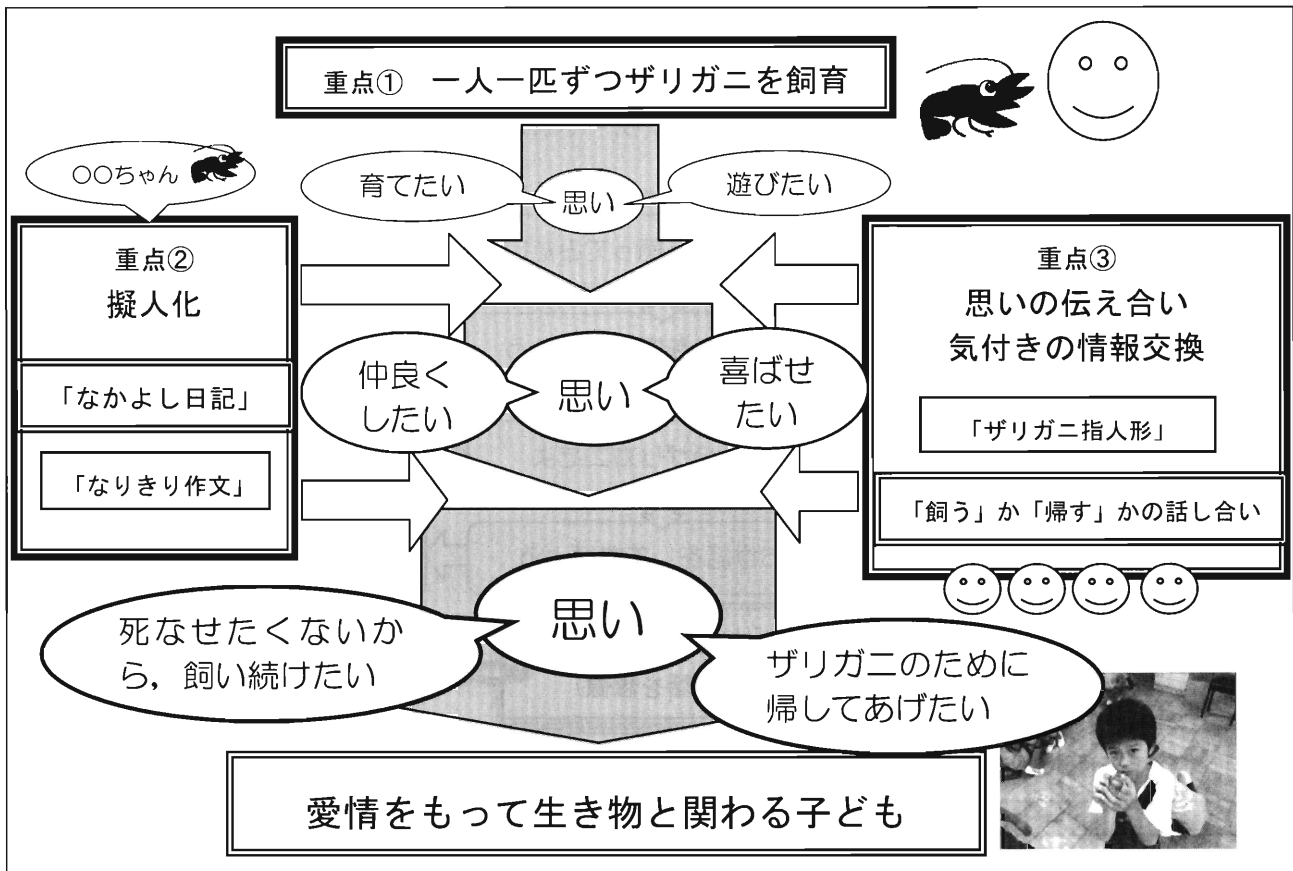 重点① 一人一匹ずつザリガニを飼育
○○ちゃん
育てたい
思い
遊びたい
重点②
擬人化
「なかよし日記」
「なりきり作文」
重点③
思いの伝え合い
気付きの情報交換
「ザリガニ指人形」
「飼う」か「帰す」かの話し合い
仲良く
したい
思い
喜ばせ
たい
思い
死なせたくないか
ら，飼い続けたい
ザリガニのために
帰してあげたい
愛情をもって生き物と関わる子ども